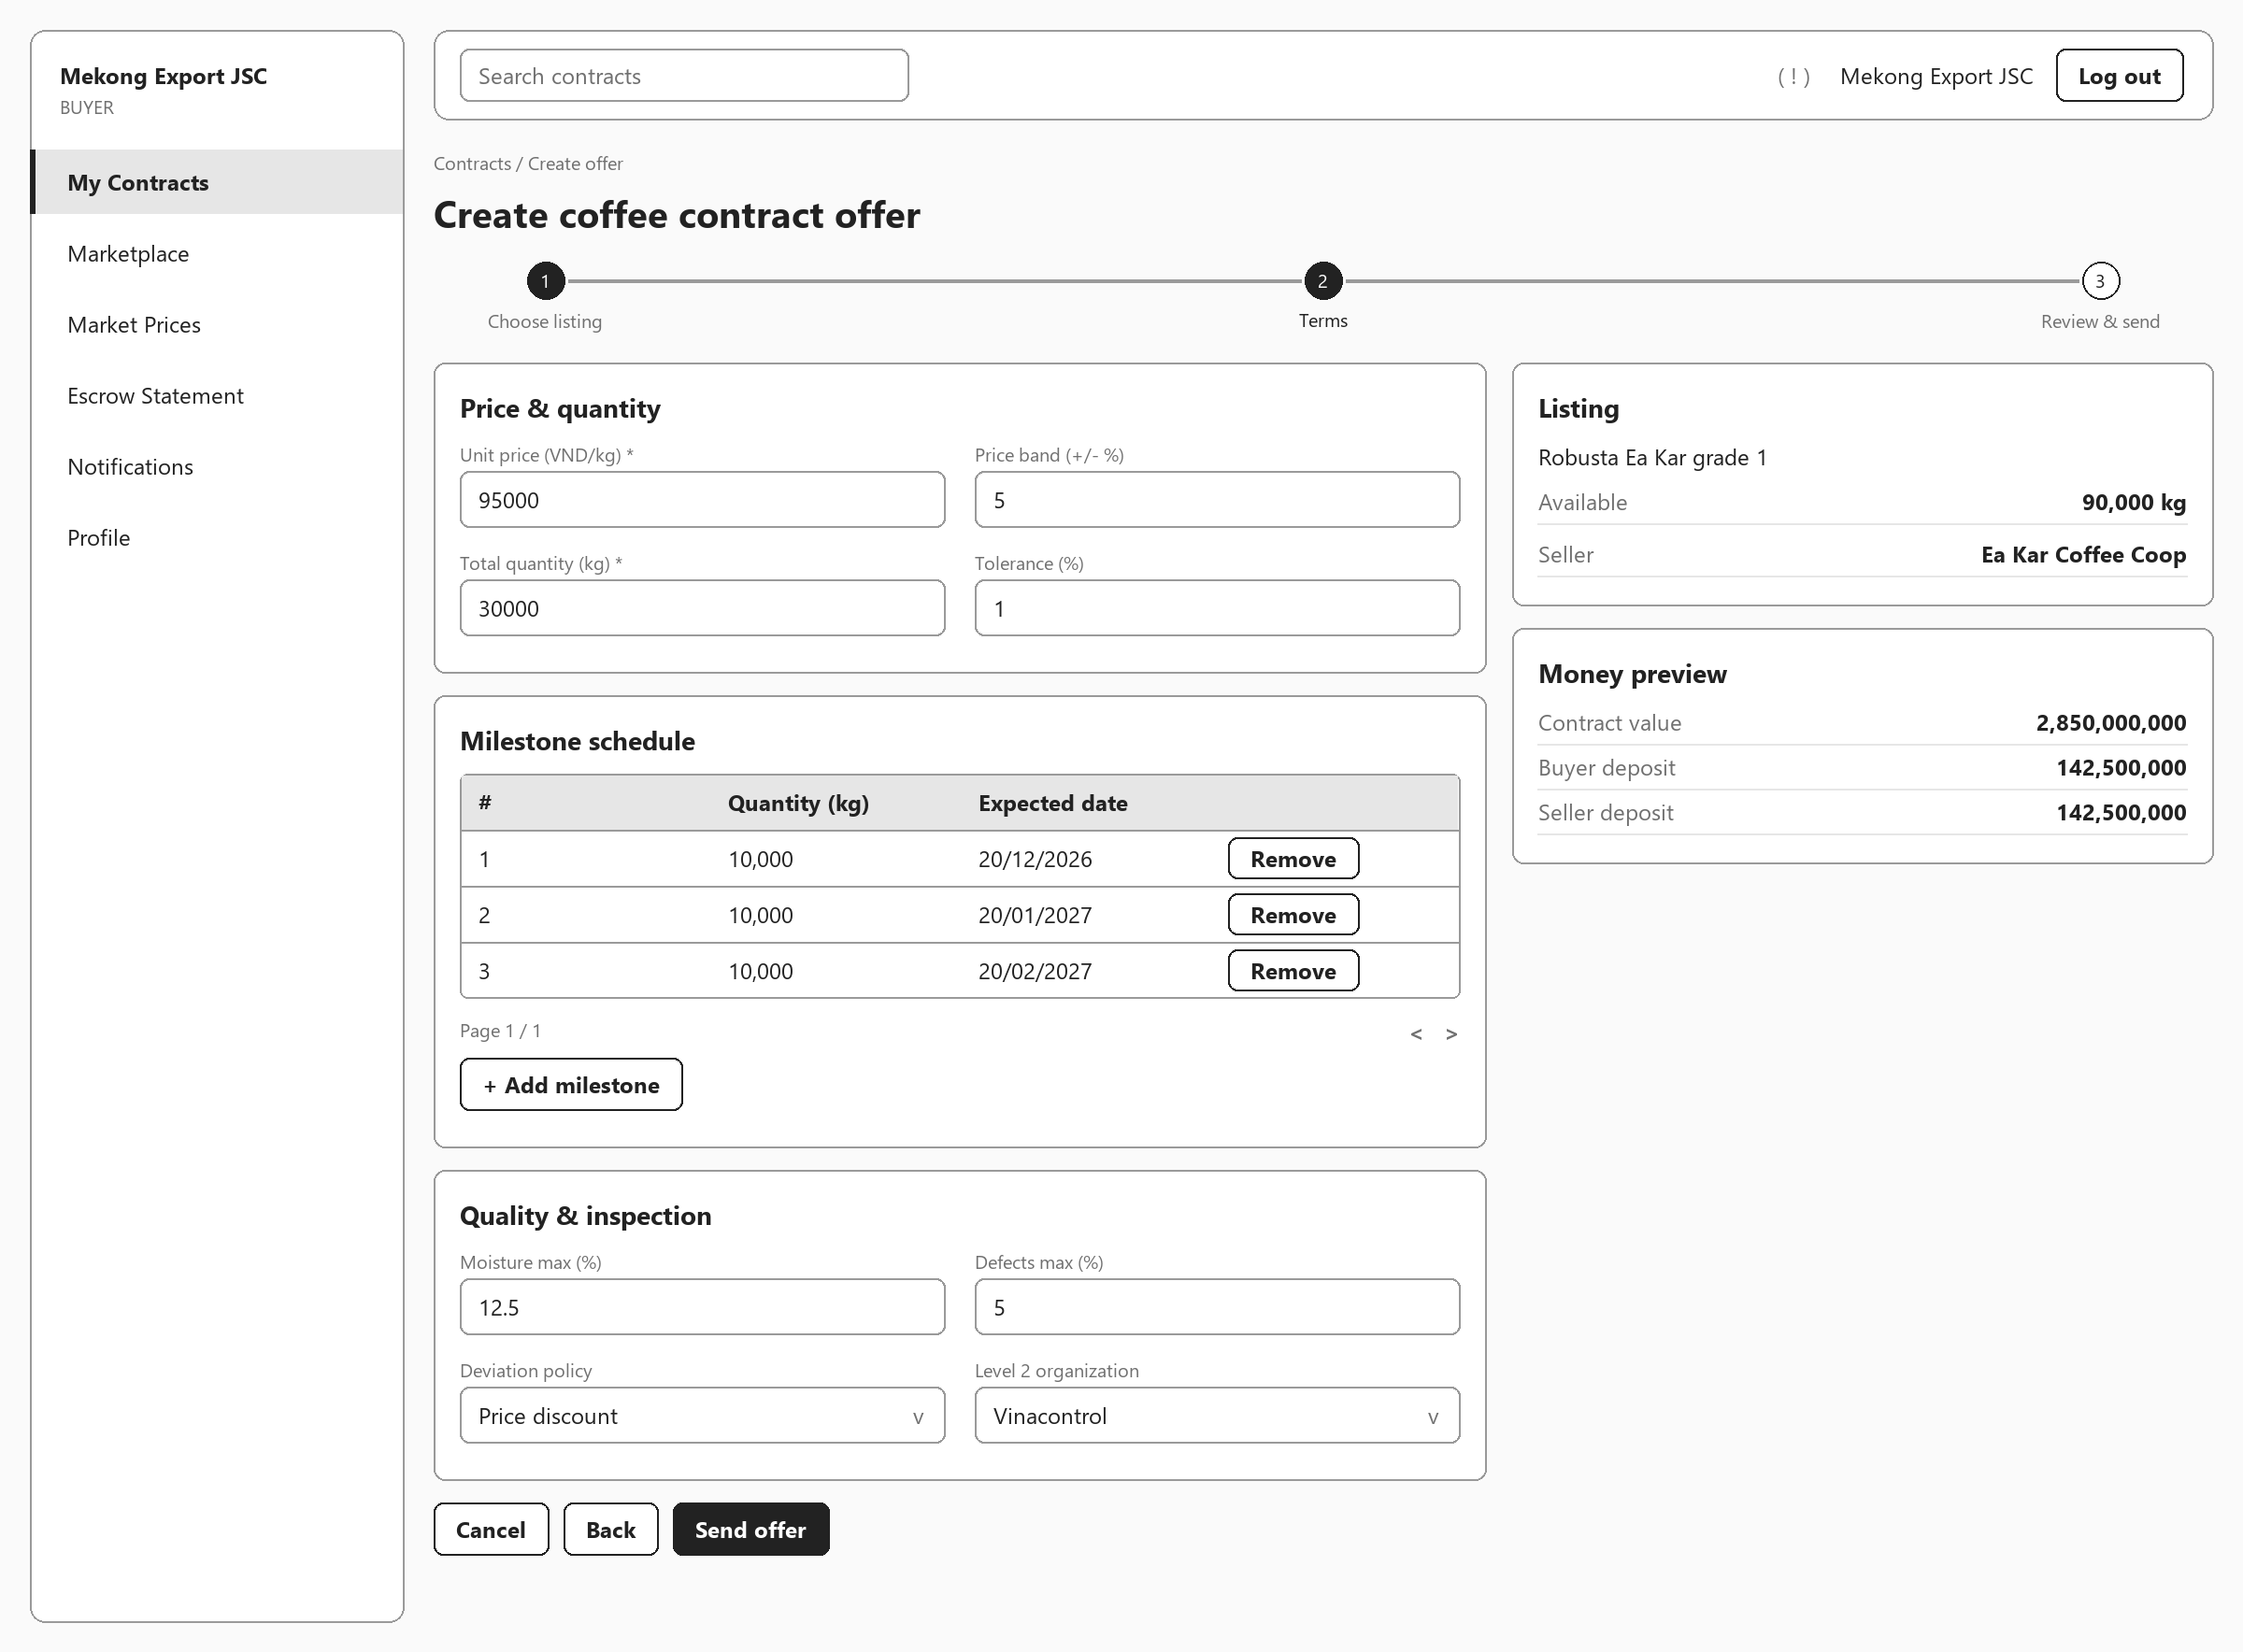 Mekong Export JSC
BUYER
My Contracts
Marketplace
Market Prices
Escrow Statement
Notifications
Profile
Search contracts
( ! ) Mekong Export JSC Log out
Contracts / Create offer
Create coffee contract offer
1 2 3
Choose listing Terms Review & send
Price & quantity
Unit price (VND/kg) * Price band (+/- %)
95000 5
Total quantity (kg) * Tolerance (%)
30000 1
Milestone schedule
# Quantity (kg) Expected date
1 10,000 20/12/2026 Remove
2 10,000 20/01/2027 Remove
3 10,000 20/02/2027 Remove
Page 1 / 1 < >
+ Add milestone
Quality & inspection
Moisture max (%) Defects max (%)
12.5 5
Deviation policy Level 2 organization
Price discount v Vinacontrol v
Cancel Back Send offer
Listing
Robusta Ea Kar grade 1
Available 90,000 kg
Seller Ea Kar Coffee Coop
Money preview
Contract value 2,850,000,000
Buyer deposit 142,500,000
Seller deposit 142,500,000